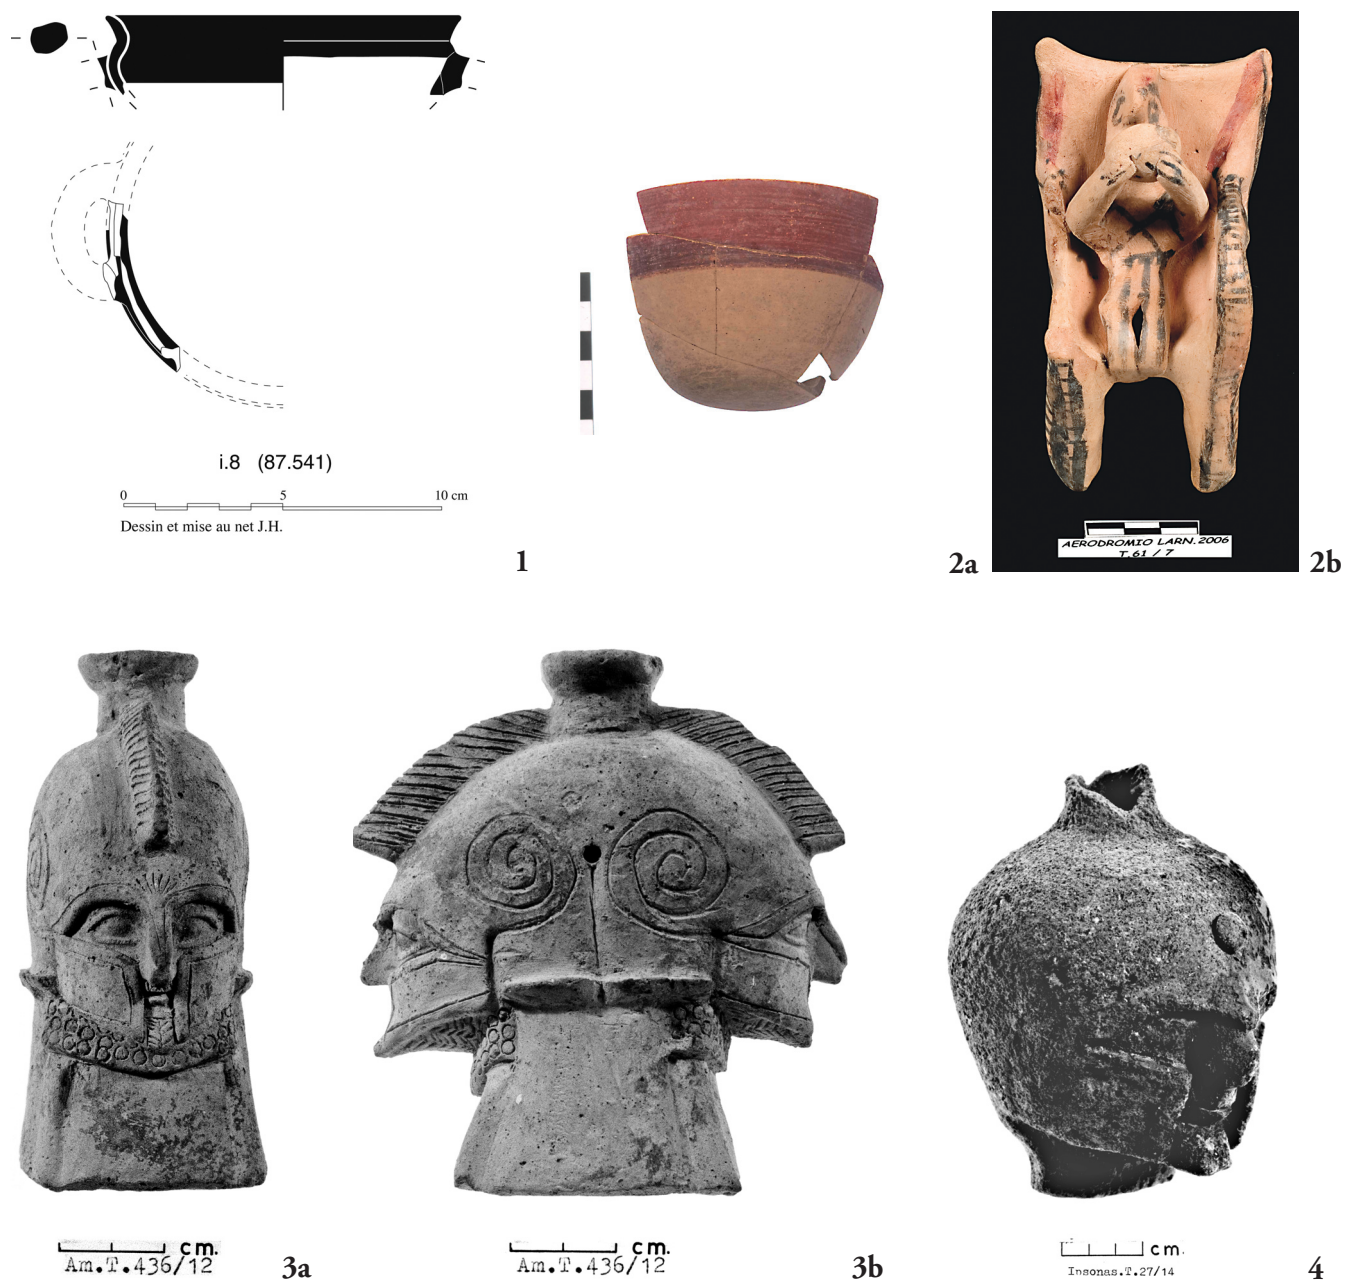 i.8 (87.541)
0 5 10 cm
Dessin et mise au net J.H.
1
2a
AERODROMIO LARN. 2006
T.61 / 7
2b
cm.
Am.T.436/12
3a
cm.
Am.T.436/12
3b
cm.
Insonas.T.27/14
4